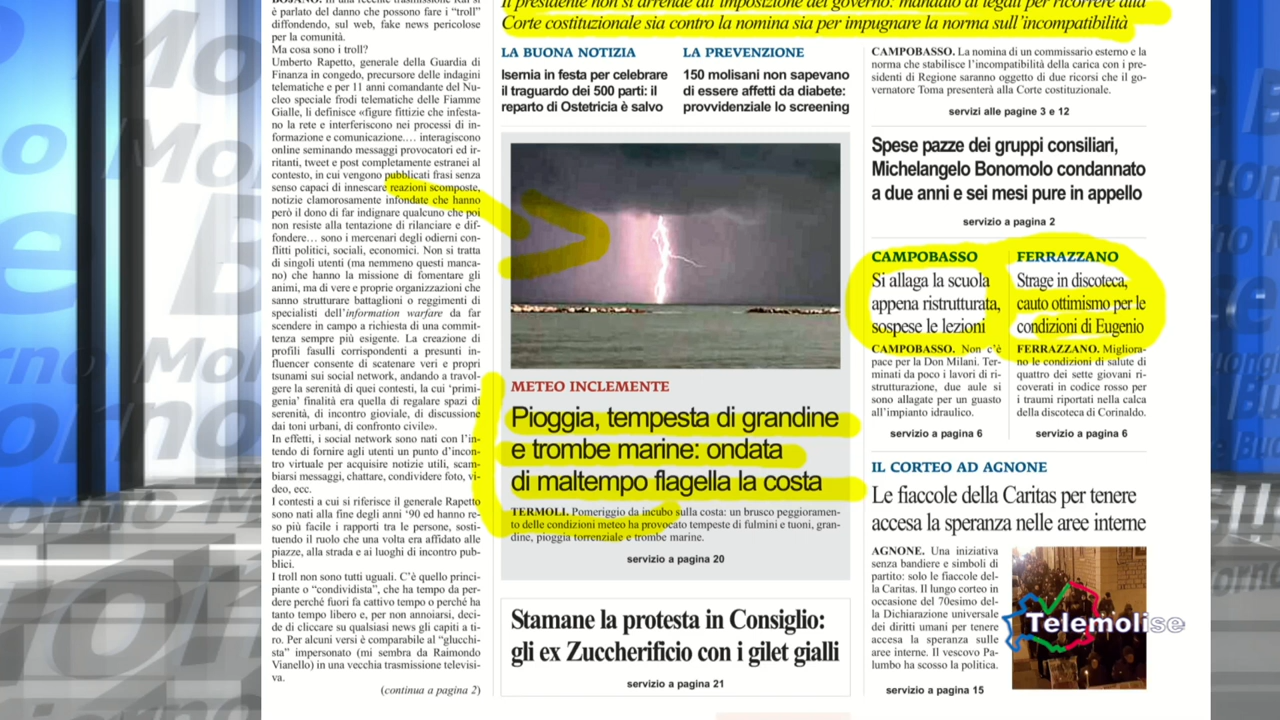 BOJANO. In una recente trasmissione Rai si
è parlato del danno che possono fare i "troll"
diffondendo, sul web, fake news pericolose
per la comunità.
Ma cosa sono i troll?
Umberto Rapetto, generale della Guardia di
Finanza in congedo, precursore delle indagini
telematiche e per 11 anni comandante del Nu-
cleo speciale frodi telematiche delle Fiamme
Gialle, li definisce «figure fittizie che infesta-
no la rete e interferiscono nei processi di in-
formazione e comunicazione.... interagiscono
online seminando messaggi provocatori ed ir-
ritanti, tweet e post completamente estranei al
contesto, in cui vengono pubblicati frasi senza
senso capaci di innescare reazioni scomposte,
notizie clamorosamente infondate che hanno
però il dono di far indignare qualcuno che poi
non resiste alla tentazione di rilanciare e dif-
fondere… sono i mercenari degli odierni con-
flitti politici, sociali, economici. Non si tratta
di singoli utenti (ma nemmeno questi manca-
no) che hanno la missione di fomentare gli
animi, ma di vere e proprie organizzazioni che
sanno strutturare battaglioni o reggimenti di
specialisti dell'information warfare da far
scendere in campo a richiesta di una commit-
tenza sempre più esigente. La creazione di
profili fasulli corrispondenti a presunti in-
fluencer consente di scatenare veri e propri
tsunami sui social network, andando a travol-
gere la serenità di quei contesti, la cui 'primi-
genia' finalità era quella di regalare spazi di
serenità, di incontro gioviale, di discussione
dai toni urbani, di confronto civile».
In effetti, i social network sono nati con l'in-
tendo di fornire agli utenti un punto d'incon-
tro virtuale per acquisire notizie utili, scam-
biarsi messaggi, chattare, condividere foto, vi-
deo, ecc.
I contesti a cui si riferisce il generale Rapetto
sono nati alla fine degli anni '90 ed hanno re-
so più facile i rapporti tra le persone, sosti-
tuendo il ruolo che una volta era affidato alle
piazze, alla strada e ai luoghi di incontro pub-
blici.
I troll non sono tutti uguali. C'è quello princi-
piante o "condividista", che ha tempo da per-
dere perché fuori fa cattivo tempo o perché ha
tanto tempo libero e, per non annoiarsi, deci-
de di cliccare su qualsiasi news gli capiti a ti-
ro. Per alcuni versi è comparabile al "glucchi-
sta" impersonato (mi sembra da Raimondo
Vianello) in una vecchia trasmissione televisi-
va.
(continua a pagina 2)
Il presidente non si arrende all'imposizione del governo: mandato ai legali per ricorrere alla
Corte costituzionale sia contro la nomina sia per impugnare la norma sull'incompatibilità
LA BUONA NOTIZIA
Isernia in festa per celebrare
il traguardo dei 500 parti: il
reparto di Ostetricia è salvo
LA PREVENZIONE
150 molisani non sapevano
di essere affetti da diabete:
provvidenziale lo screening
METEO INCLEMENTE
Pioggia, tempesta di grandine
e trombe marine: ondata
di maltempo flagella la costa
TERMOLI. Pomeriggio da incubo sulla costa: un brusco peggioramen-
to delle condizioni meteo ha provocato tempeste di fulmini e tuoni, gran-
dine, pioggia torrenziale e trombe marine.
servizio a pagina 20
Stamane la protesta in Consiglio:
gli ex Zuccherificio con i gilet gialli
servizio a pagina 21
CAMPOBASSO. La nomina di un commissario esterno e la
norma che stabilisce l'incompatibilità della carica con i pre-
sidenti di Regione saranno oggetto di due ricorsi che il go-
vernatore Toma presenterà alla Corte costituzionale.
servizi alle pagine 3 e 12
Spese pazze dei gruppi consiliari,
Michelangelo Bonomolo condannato
a due anni e sei mesi pure in appello
servizio a pagina 2
CAMPOBASSO
Si allaga la scuola
appena ristrutturata,
sospese le lezioni
CAMPOBASSO. Non c'è
pace per la Don Milani. Ter-
minati da poco i lavori di ri-
strutturazione, due aule si
sono allagate per un guasto
all'impianto idraulico.
servizio a pagina 6
FERRAZZANO
Strage in discoteca,
cauto ottimismo per le
condizioni di Eugenio
FERRAZZANO. Migliora-
no le condizioni di salute di
quattro dei sette giovani ri-
coverati in codice rosso per
i traumi riportati nella calca
della discoteca di Corinaldo.
servizio a pagina 6
IL CORTEO AD AGNONE
Le fiaccole della Caritas per tenere
accesa la speranza nelle aree interne
AGNONE. Una iniziativa
senza bandiere e simboli di
partito: solo le fiaccole del-
la Caritas. Il lungo corteo in
occasione del 70esimo del-
la Dichiarazione universale
dei diritti umani per tenere
accesa la speranza sulle
aree interne. Il vescovo Pa-
lumbo ha scosso la politica.
servizio a pagina 15
Telemolise